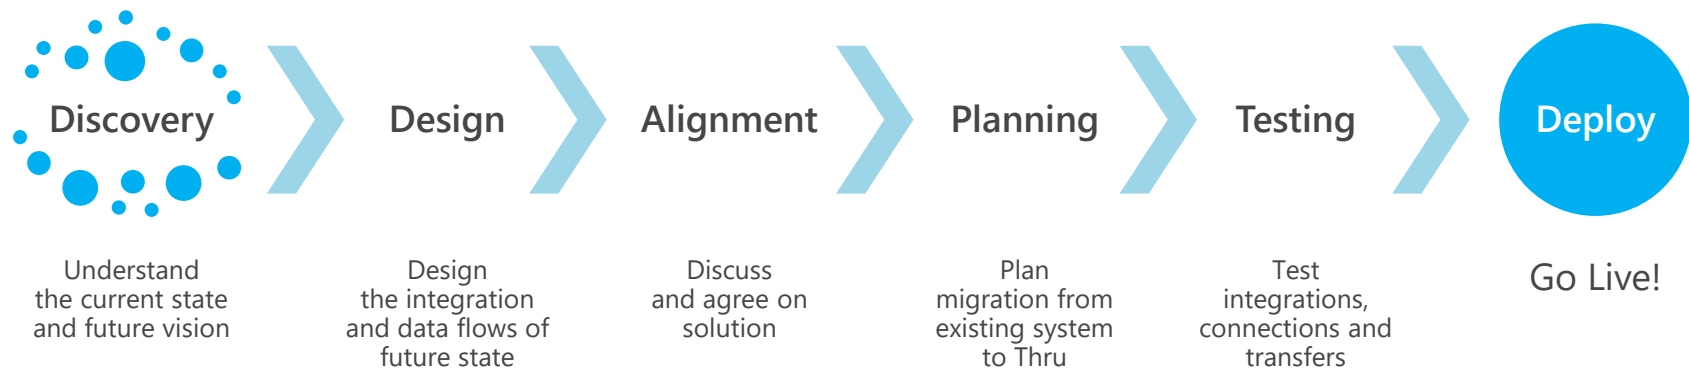 Discovery
Design
Alignment
Planning
Testing
Deploy
Understand
the current state
and future vision
Design
the integration
and data flows of
future state
Discuss
and agree on
solution
Plan
migration from
existing system
to Thru
Test
integrations,
connections and
transfers
Go Live!